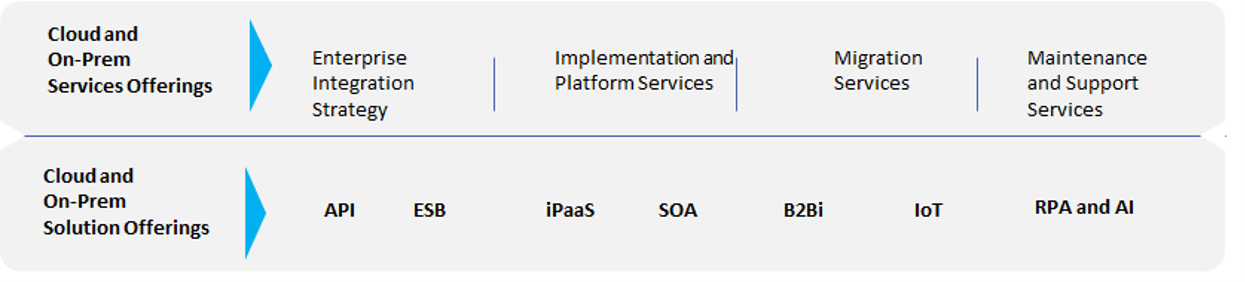 Cloud and
On-Prem
Services Offerings
Enterprise
Integration
Strategy
Implementation and
Platform Services
Migration
Services
Maintenance
and Support
Services
Cloud and
On-Prem
Solution Offerings
API
ESB
iPaaS
SOA
B2Bi
IoT
RPA and AI